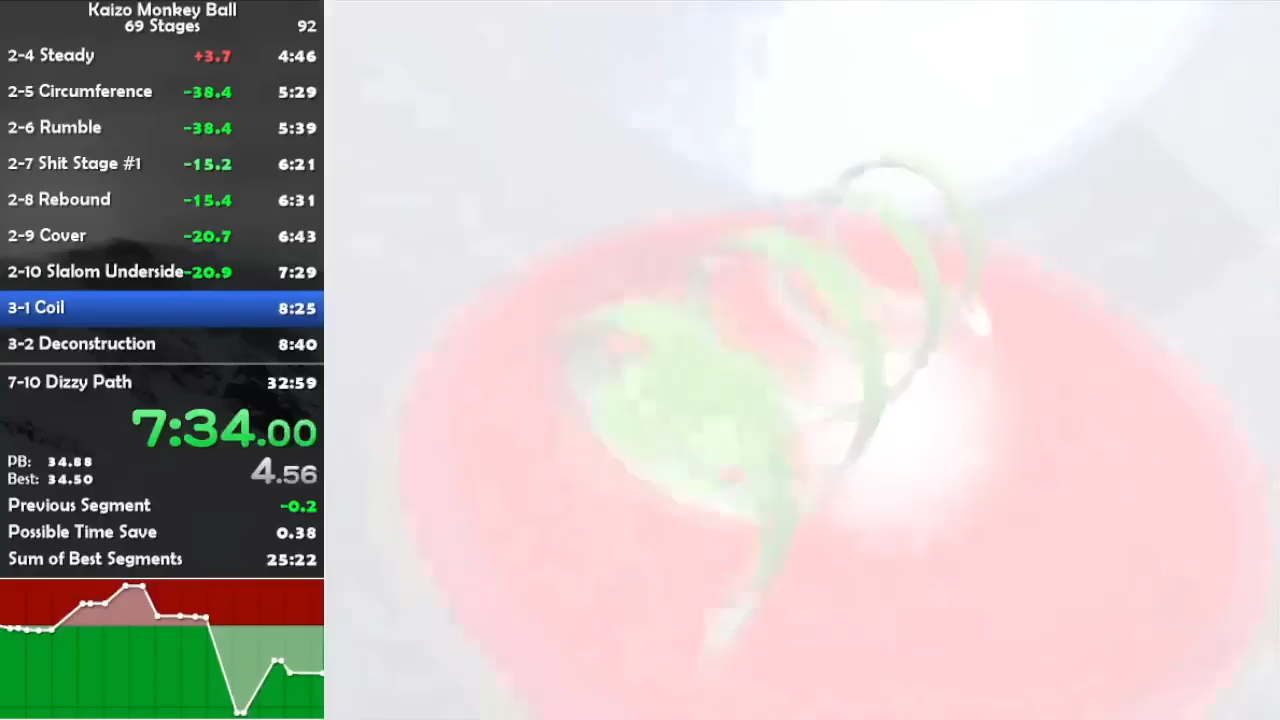 Kaizo Monkey Ball
69 Stages 92
2-4 Steady +3.7 4:46
2-5 Circumference -38.4 5:29
2-6 Rumble -38.4 5:39
2-7 Shit Stage #1 -15.2 6:21
2-8 Rebound -15.4 6:31
2-9 Cover -20.7 6:43
2-10 Slalom Underside -20.9 7:29
3-1 Coil 8:25
3-2 Deconstruction 8:40
7-10 Dizzy Path 32:59
7:34.00
PB: 34.88 4.56
Best: 34.50
Previous Segment -0.2
Possible Time Save 0.38
Sum of Best Segments 25:22